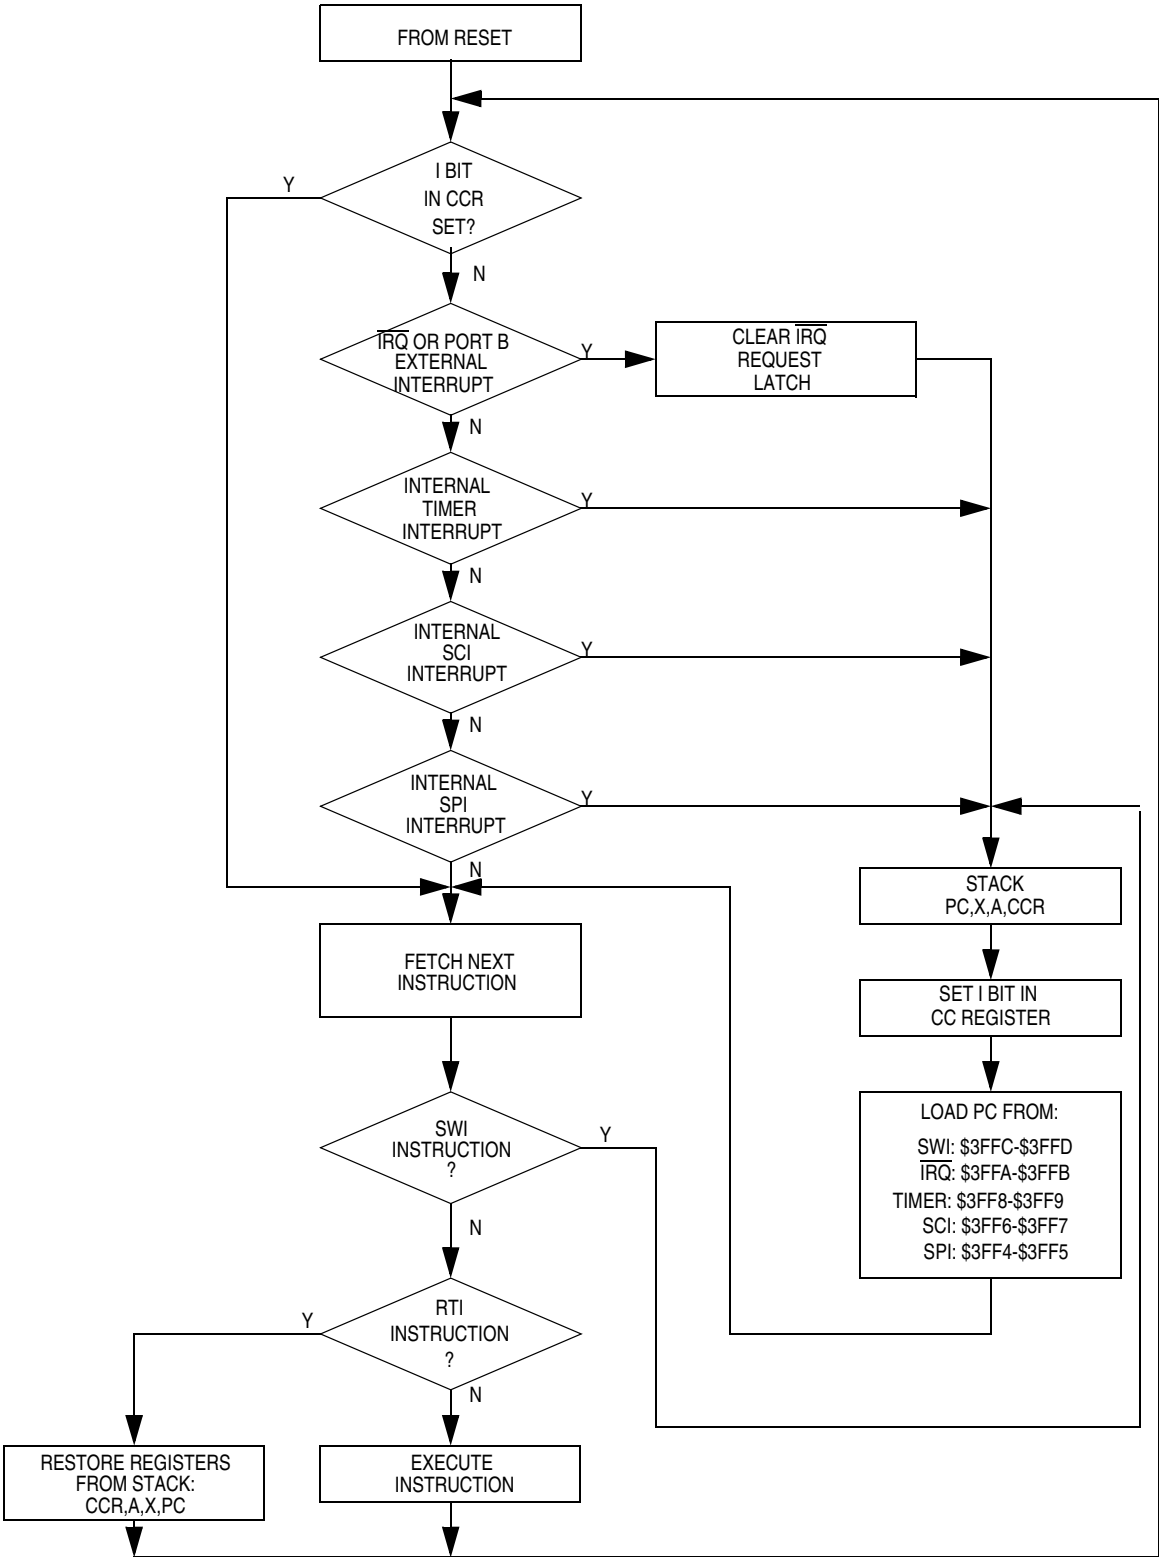 FROM RESET
I BIT
IN CCR
SET?
Y
N
IRQ OR PORT B
EXTERNAL
INTERRUPT
Y
CLEAR IRQ
REQUEST
LATCH
N
INTERNAL
TIMER
INTERRUPT
Y
N
INTERNAL
SCI
INTERRUPT
Y
N
INTERNAL
SPI
INTERRUPT
Y
N
STACK
PC,X,A,CCR
FETCH NEXT
INSTRUCTION
SET I BIT IN
CC REGISTER
LOAD PC FROM:
SWI: $3FFC-$3FFD
IRQ: $3FFA-$3FFB
TIMER: $3FF8-$3FF9
SCI: $3FF6-$3FF7
SPI: $3FF4-$3FF5
SWI
INSTRUCTION
?
Y
N
RTI
INSTRUCTION
?
Y
N
RESTORE REGISTERS
FROM STACK:
CCR,A,X,PC
EXECUTE
INSTRUCTION